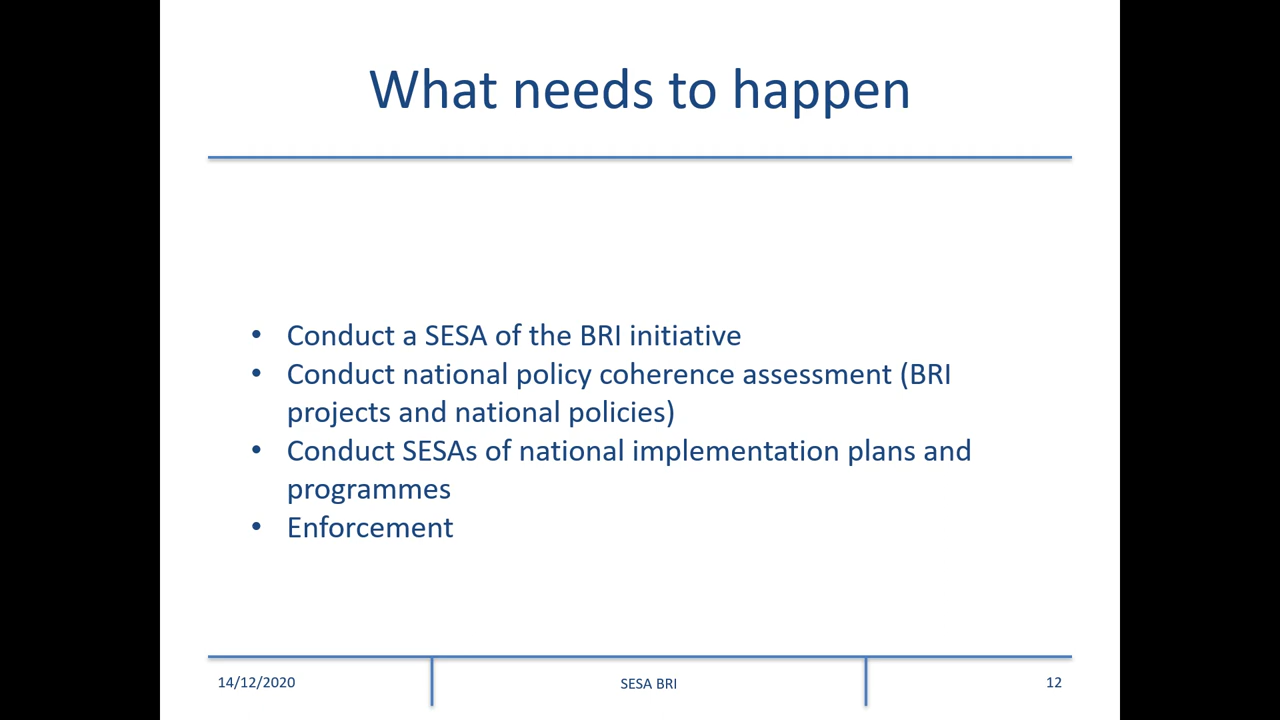 What needs to happen
• Conduct a SESA of the BRI initiative
• Conduct national policy coherence assessment (BRI
projects and national policies)
• Conduct SESAs of national implementation plans and
programmes
• Enforcement
14/12/2020
SESA BRI
12